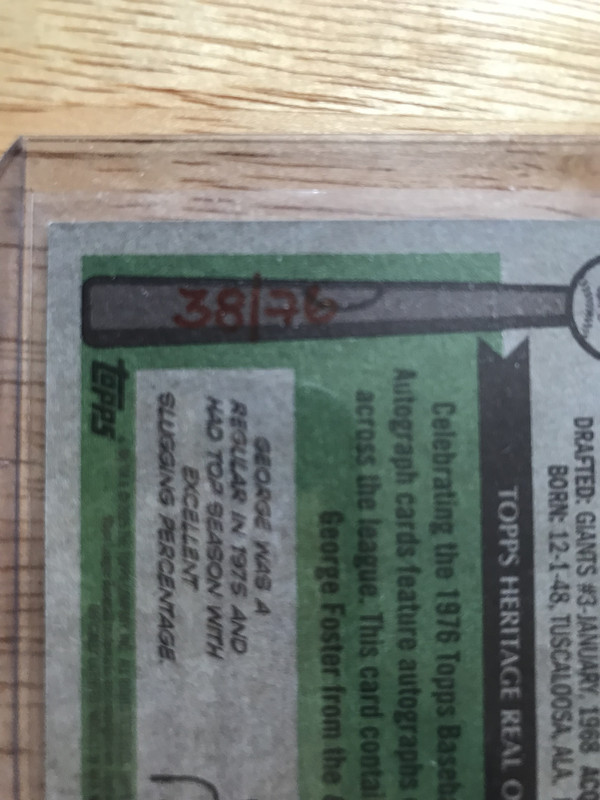 38/76
DRAFTED: GIANTS #3-JANUARY, 1968
BORN: 12-1-48, TUSCALOOSA, ALA.
TOPPS HERITAGE REAL
Celebrating the 1976 Topps
Autograph cards feature autographs
across the league. This card
George Foster from the
GEORGE WAS A
REGULAR IN 1975 AND
HAD TOP SEASON WITH
EXCELLENT
SLUGGING PERCENTAGE.
topps